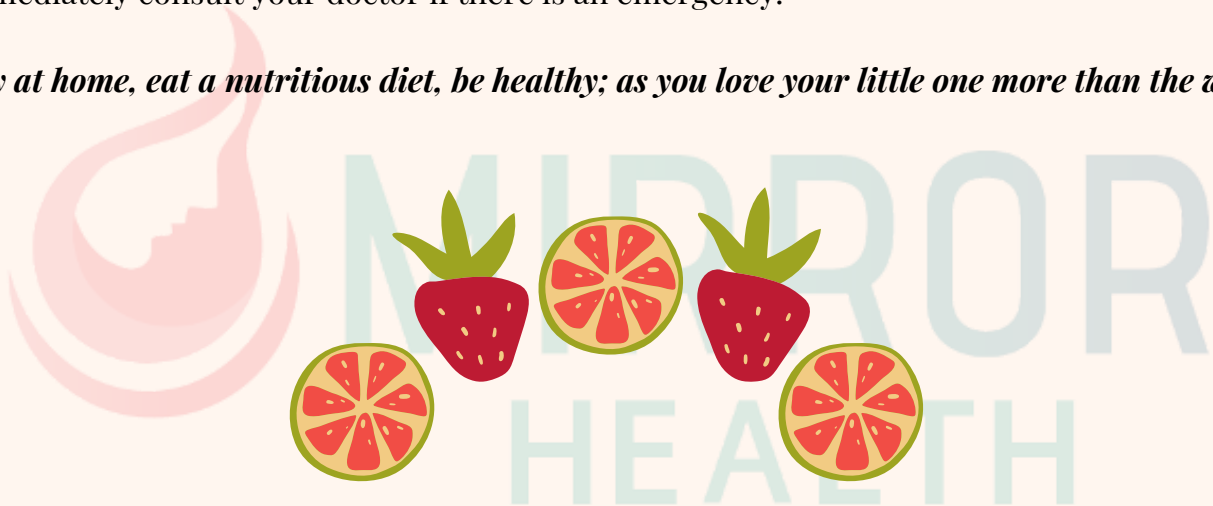 mediately consult your doctor if there is an emergency!
at home, eat a nutritious diet, be healthy; as you love your little one more than the
MIRROR
HEALTH